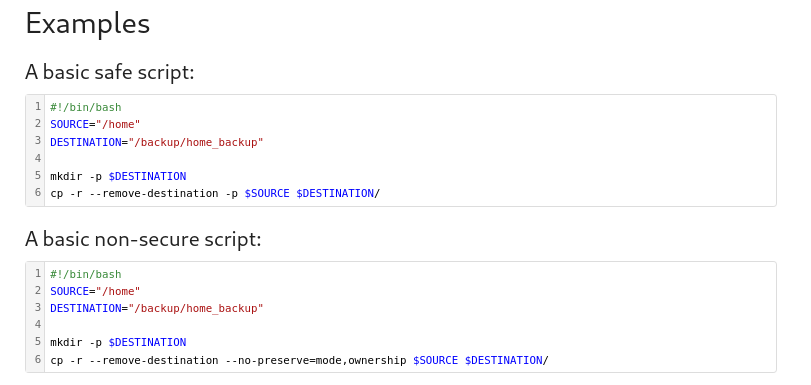 Examples
A basic safe script:
1 #!/bin/bash
2 SOURCE="/home"
3 DESTINATION="/backup/home_backup"
4
5 mkdir -p $DESTINATION
6 cp -r --remove-destination -p $SOURCE $DESTINATION/
A basic non-secure script:
1 #!/bin/bash
2 SOURCE="/home"
3 DESTINATION="/backup/home_backup"
4
5 mkdir -p $DESTINATION
6 cp -r --remove-destination --no-preserve=mode,ownership $SOURCE $DESTINATION/